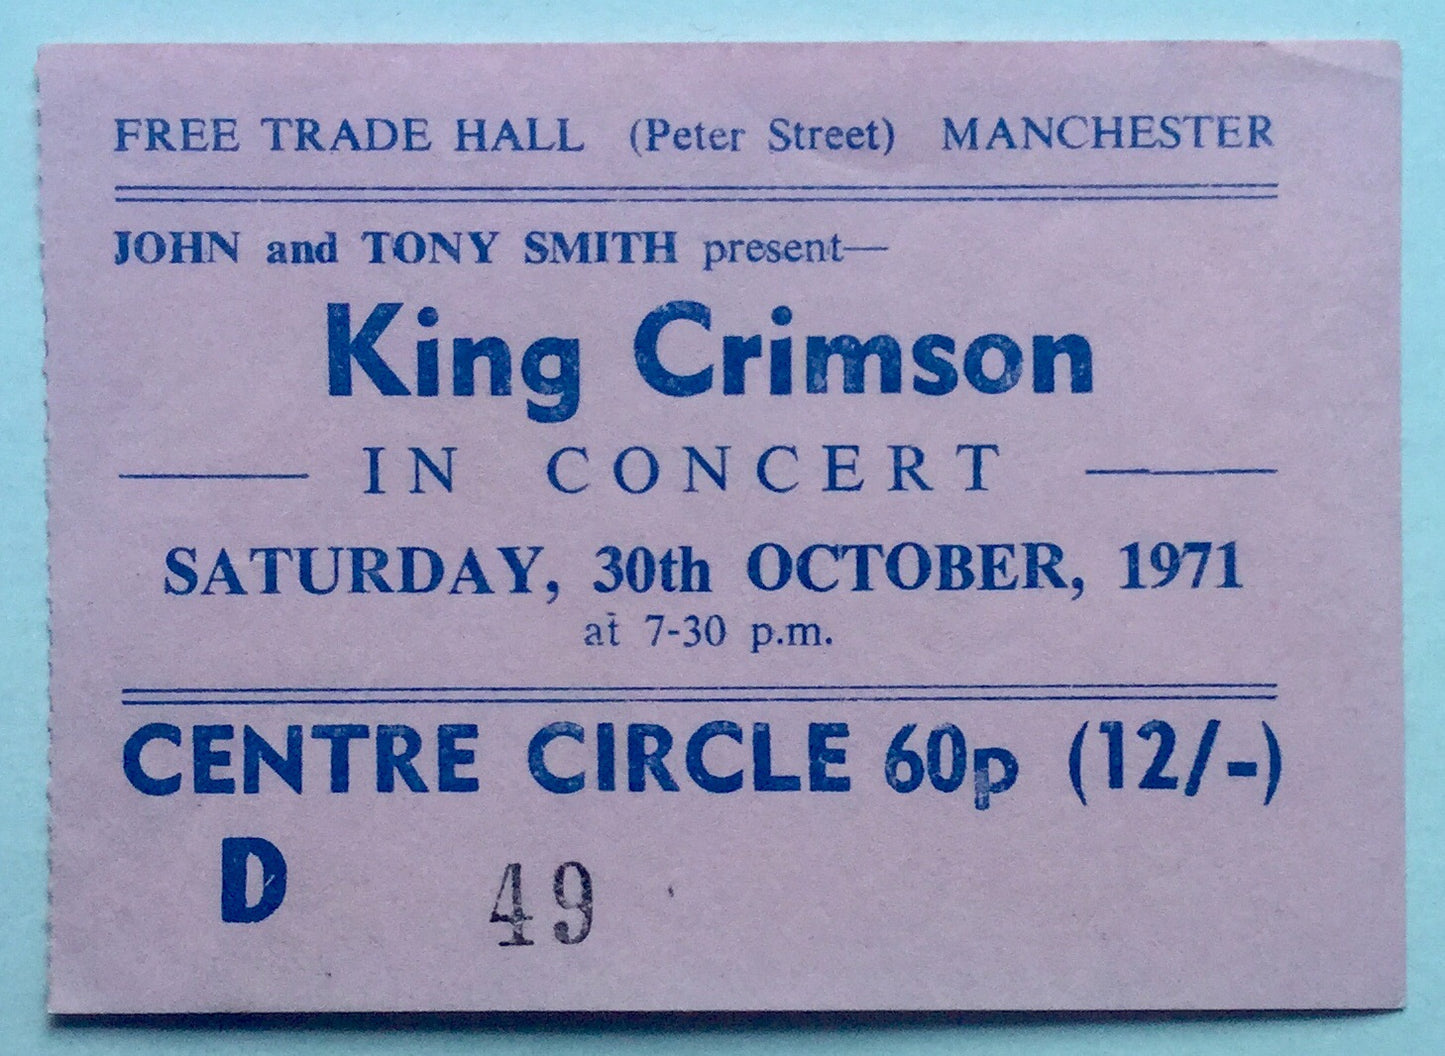 FREE TRADE HALL (Peter Street) MANCHESTER
JOHN and TONY SMITH present—
King Crimson
IN CONCERT
SATURDAY, 30th OCTOBER, 1971
at 7-30 p.m.
CENTRE CIRCLE 60p (12/-)
D 49